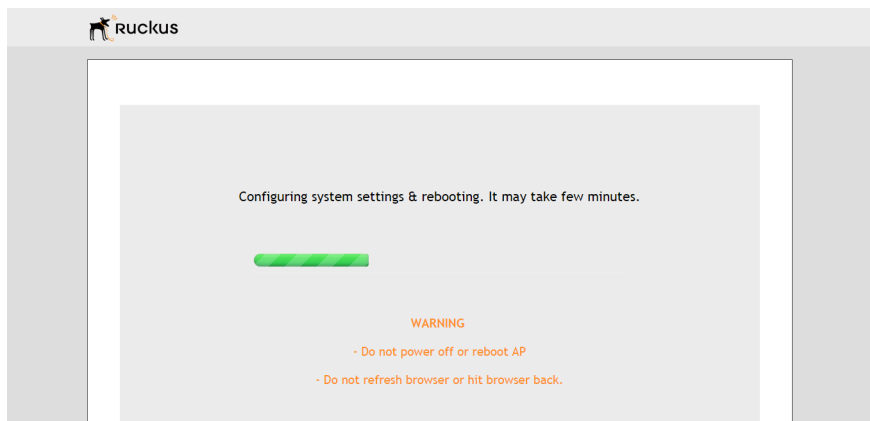 Ruckus
Configuring system settings & rebooting. It may take few minutes.
WARNING
- Do not power off or reboot AP
- Do not refresh browser or hit browser back.